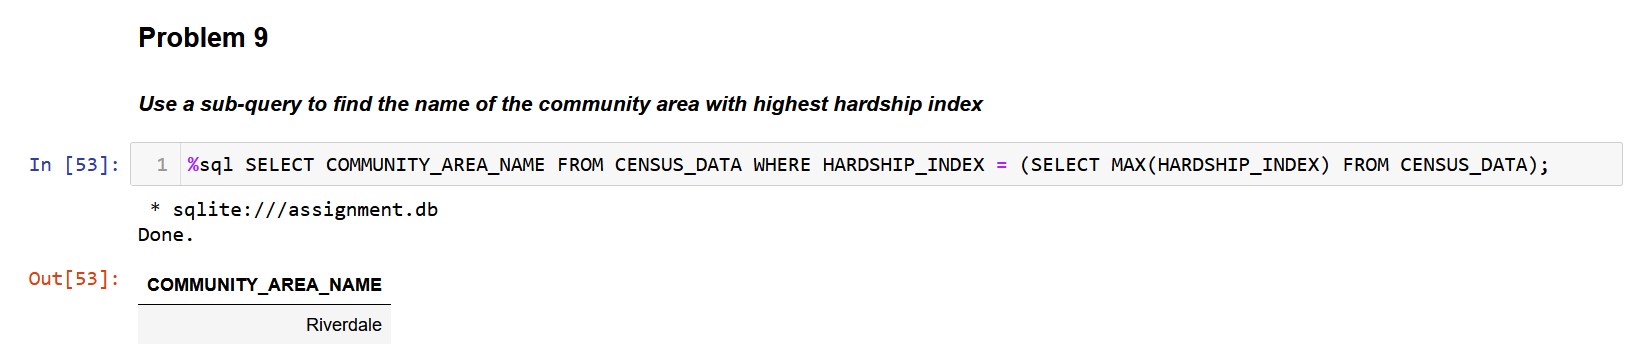 Problem 9
Use a sub-query to find the name of the community area with highest hardship index
In [53]: 1 %sql SELECT COMMUNITY_AREA_NAME FROM CENSUS_DATA WHERE HARDSHIP_INDEX = (SELECT MAX(HARDSHIP_INDEX) FROM CENSUS_DATA);
* sqlite:///assignment.db
Done.
Out[53]: COMMUNITY_AREA_NAME
Riverdale